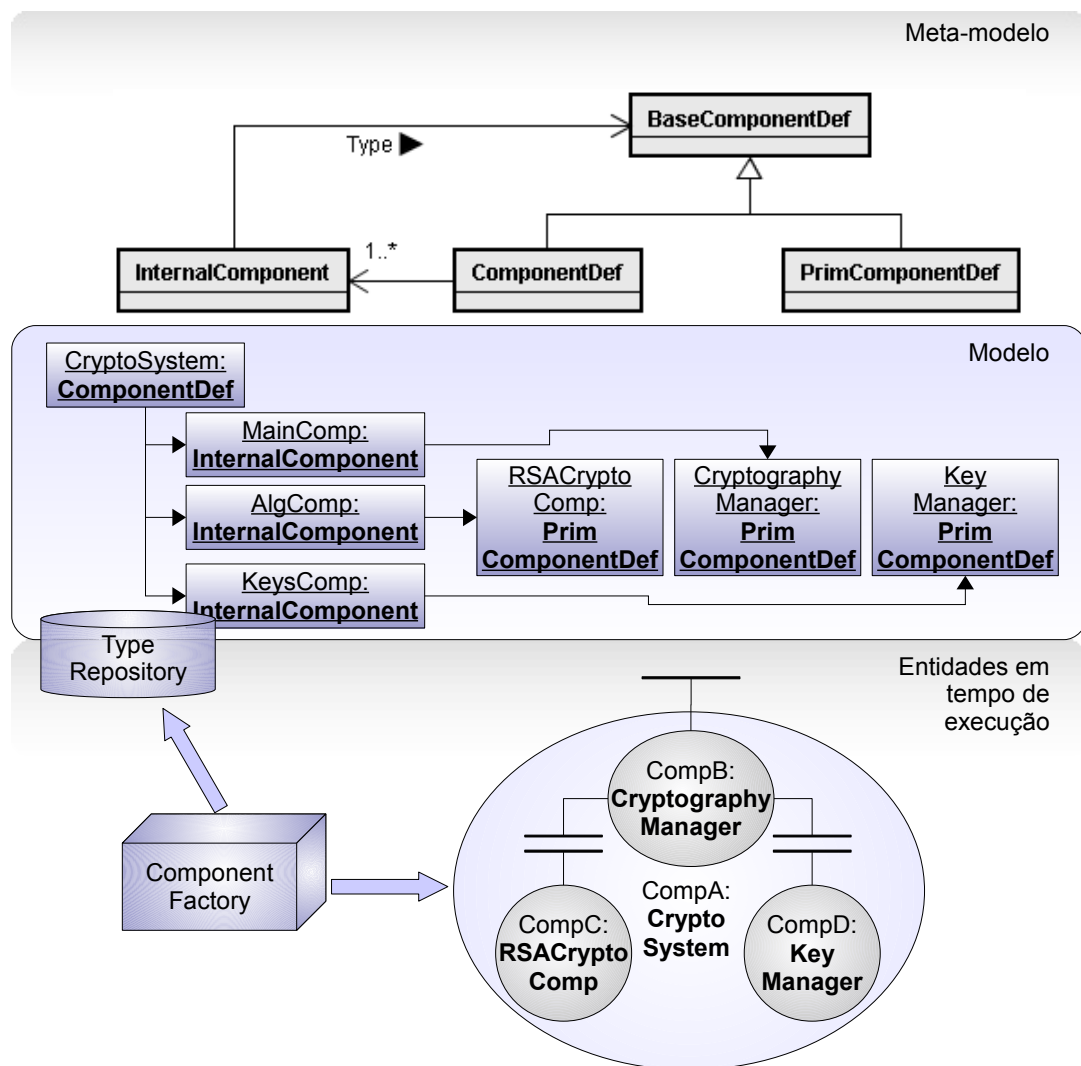 Meta-modelo
BaseComponentDef
Type ▶
1..*
InternalComponent
ComponentDef
PrimComponentDef
Modelo
CryptoSystem:
ComponentDef
MainComp:
InternalComponent
AlgComp:
InternalComponent
KeysComp:
InternalComponent
RSACrypto
Comp:
Prim
ComponentDef
Cryptography
Manager:
Prim
ComponentDef
Key
Manager:
Prim
ComponentDef
Type
Repository
Entidades em
tempo de
execução
Component
Factory
CompB:
Cryptography
Manager
CompA:
Crypto
System
CompC:
RSACrypto
Comp
CompD:
Key
Manager